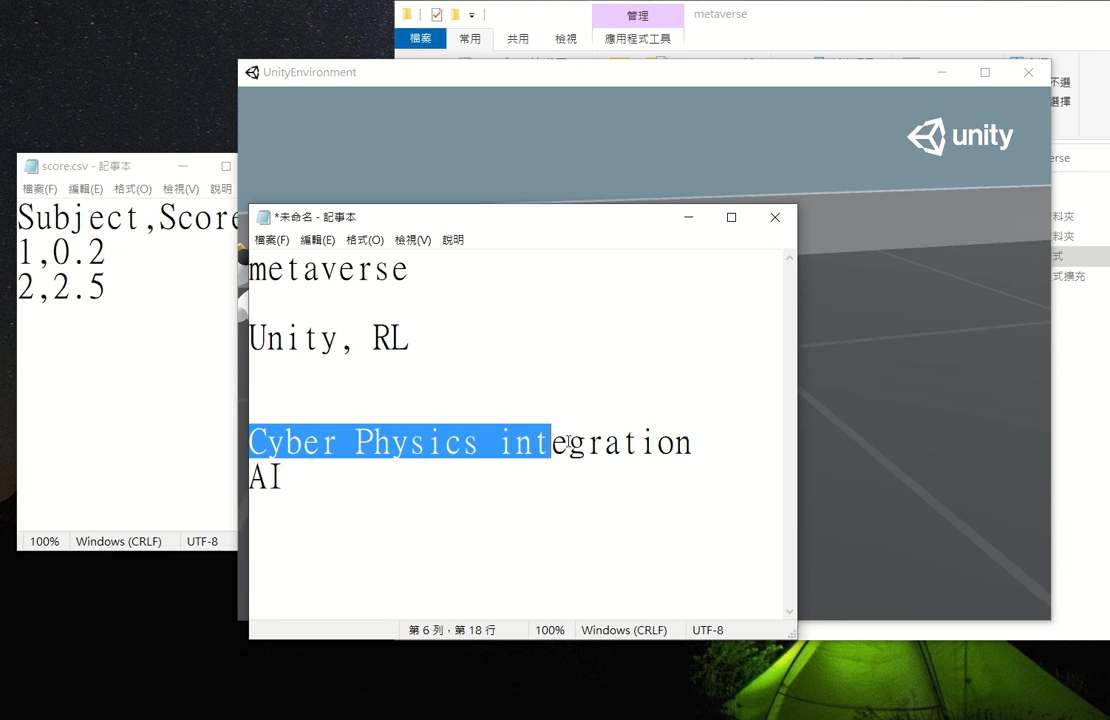 管理
metaverse
檔案
常用
共用
檢視
應用程式工具
UnityEnvironment
不選
選擇
unity
erse
score.csv - 記事本
檔案(F) 編輯(E) 格式(O) 檢視(V) 說明
Subject,Score
1,0.2
2,2.5
100% Windows (CRLF) UTF-8
*未命名 - 記事本
檔案(F) 編輯(E) 格式(O) 檢視(V) 說明
metaverse
Unity, RL
Cyber Physics integration
AI
第 6 列，第 18 行 100% Windows (CRLF) UTF-8
料夾
料夾
式
式擴充